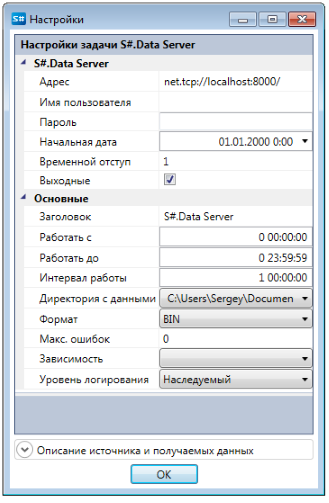 S# Настройки
Настройки задачи S#.Data Server
S#.Data Server
Адрес net.tcp://localhost:8000/
Имя пользователя
Пароль
Начальная дата 01.01.2000 0:00
Временной отступ 1
Выходные
Основные
Заголовок S#.Data Server
Работать с 0 00:00:00
Работать до 0 23:59:59
Интервал работы 1 00:00:00
Директория с данными C:\Users\Sergey\Documen
Формат BIN
Макс. ошибок 0
Зависимость
Уровень логирования Наследуемый
Описание источника и получаемых данных
OK